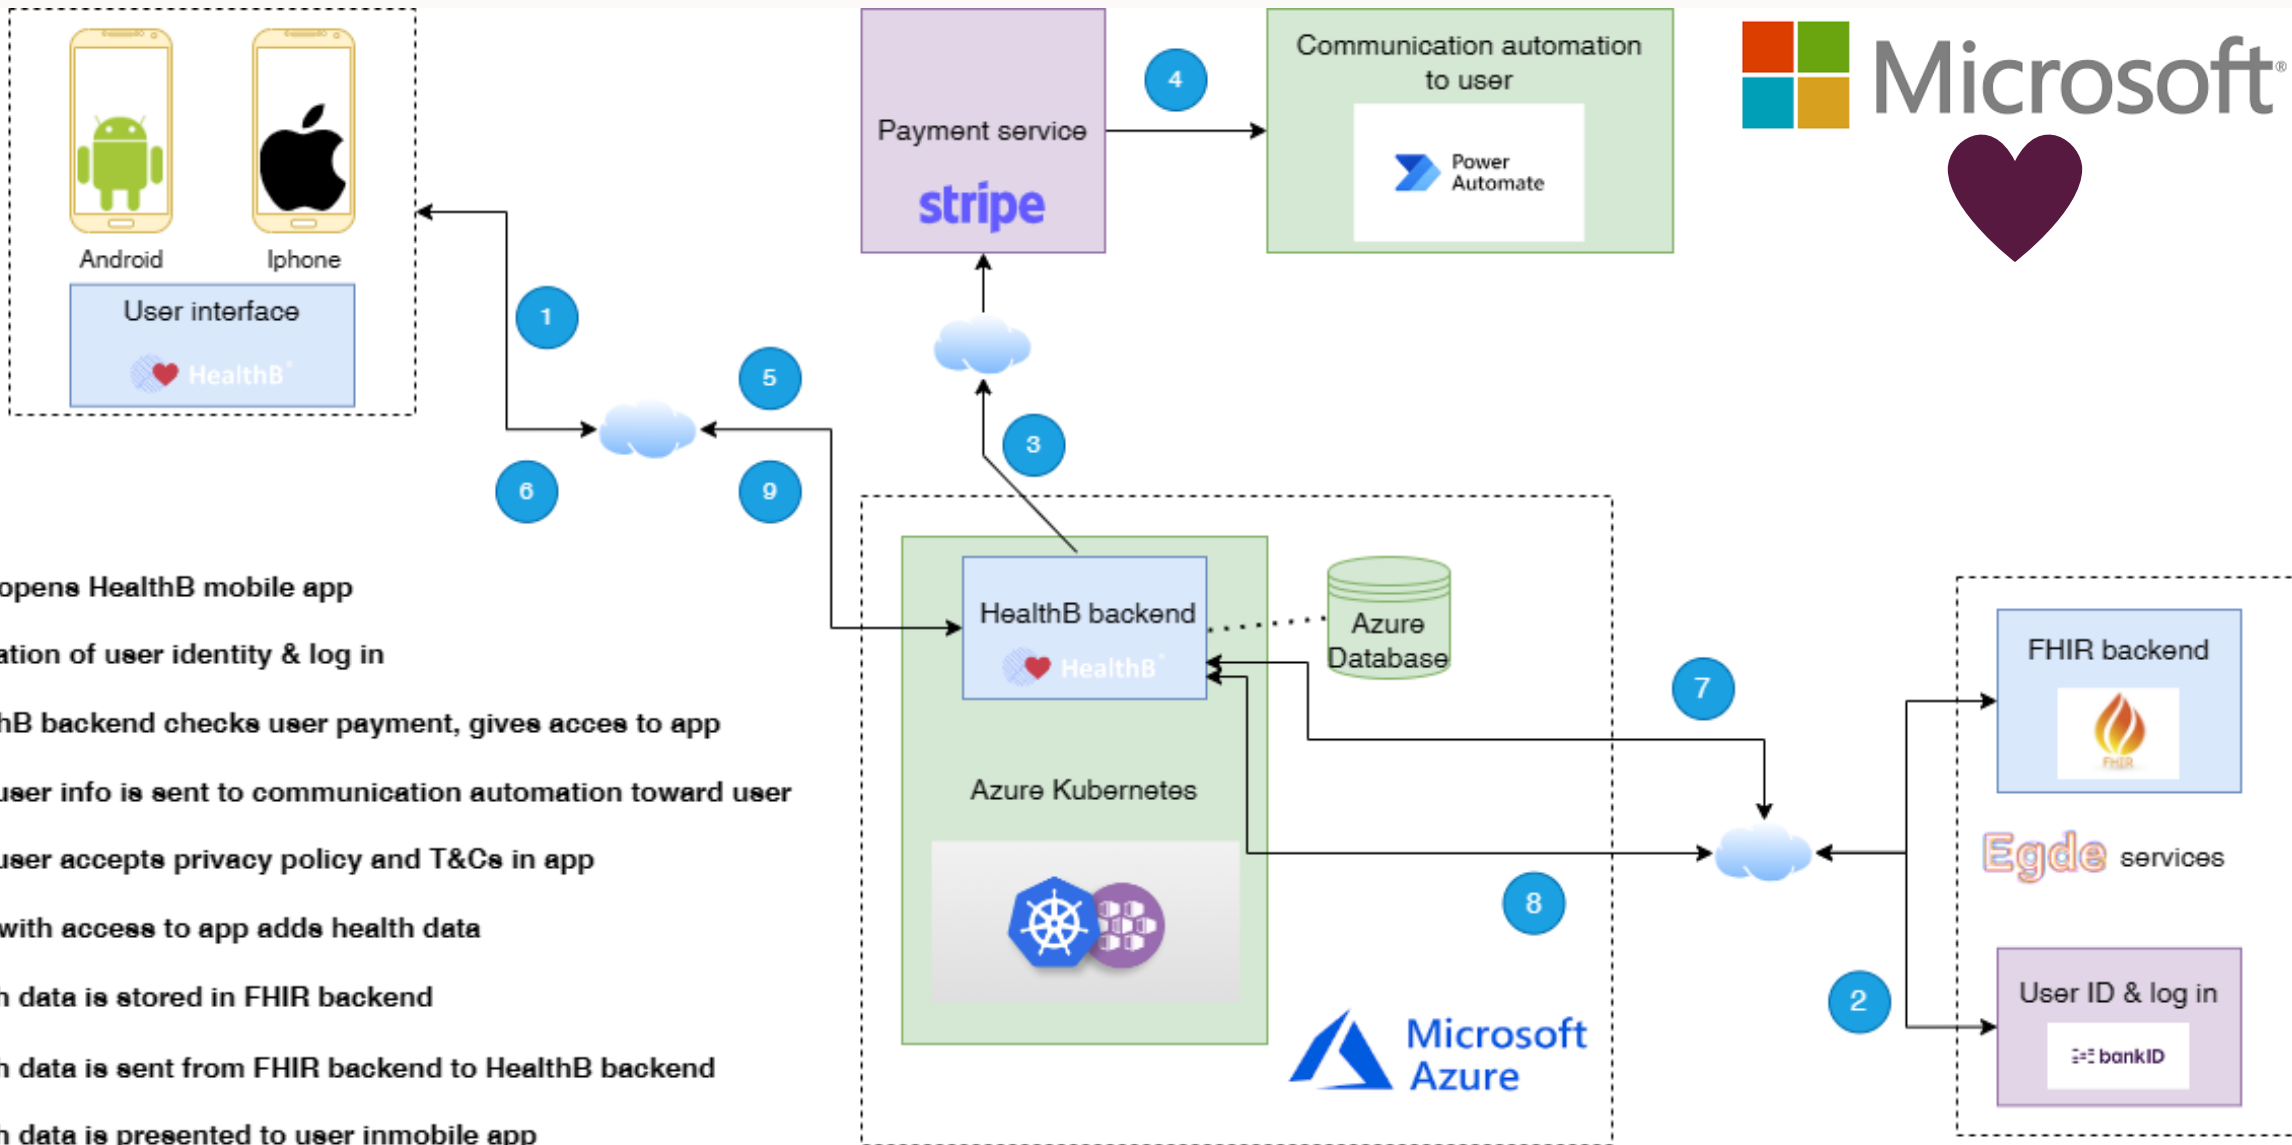 Android
Iphone
User interface
HealthB
1
5
6
9
Payment service
stripe
4
Communication automation
to user
Power
Automate
Microsoft®
3
HealthB backend
HealthB
Azure
Database
Azure Kubernetes
Microsoft
Azure
7
8
2
FHIR backend
FHIR
Egde services
User ID & log in
bankID
opens HealthB mobile app
ation of user identity & log in
hB backend checks user payment, gives acces to app
user info is sent to communication automation toward user
user accepts privacy policy and T&Cs in app
with access to app adds health data
h data is stored in FHIR backend
h data is sent from FHIR backend to HealthB backend
h data is presented to user inmobile app